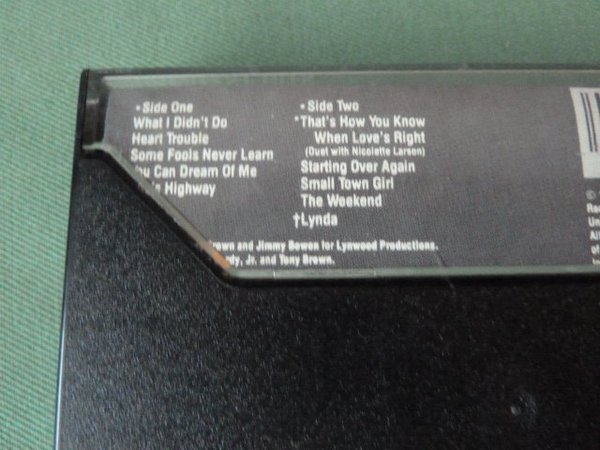 •Side One
What I Didn't Do
Heart Trouble
Some Fools Never Learn
You Can Dream Of Me
Highway
•Side Two
*That's How You Know
When Love's Right
(Duet with Nicolette Larson)
Starting Over Again
Small Town Girl
The Weekend
†Lynda
and Jimmy Bowen for Lynwood Productions.
Jr. and Tony Brown.